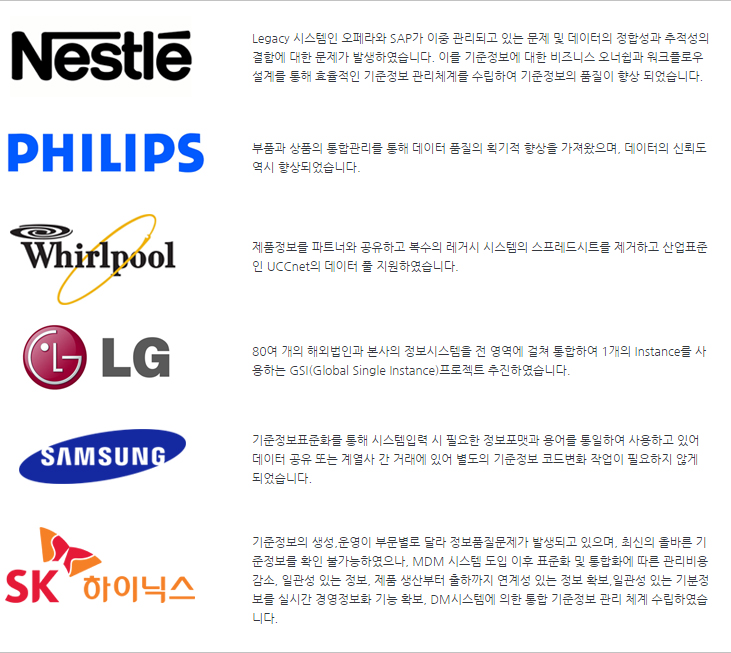 Nestlé
Legacy 시스템인 오페라와 SAP가 이중 관리되고 있는 문제 및 데이터의 정합성과 추적성의
결함에 대한 문제가 발생하였습니다. 이를 기준정보에 대한 비즈니스 오너쉽과 워크플로우
설계를 통해 효율적인 기준정보 관리체계를 수립하여 기준정보의 품질이 향상 되었습니다.
PHILIPS
부품과 상품의 통합관리를 통해 데이터 품질의 획기적 향상을 가져왔으며, 데이터의 신뢰도
역시 향상되었습니다.
Whirlpool
제품정보를 파트너와 공유하고 복수의 레거시 시스템의 스프레드시트를 제거하고 산업표준
인 UCCnet의 데이터 풀 지원하였습니다.
LG LG
80여 개의 해외법인과 본사의 정보시스템을 전 영역에 걸쳐 통합하여 1개의 Instance를 사
용하는 GSI(Global Single Instance)프로젝트 추진하였습니다.
SAMSUNG
기준정보표준화를 통해 시스템입력 시 필요한 정보포맷과 용어를 통일하여 사용하고 있어
데이터 공유 또는 계열사 간 거래에 있어 별도의 기준정보 코드변화 작업이 필요하지 않게
되었습니다.
SK 하이닉스
기준정보의 생성,운영이 부문별로 달라 정보품질문제가 발생되고 있으며, 최신의 올바른 기
준정보를 확인 불가능하였으나, MDM 시스템 도입 이후 표준화 및 통합화에 따른 관리비용
감소, 일관성 있는 정보, 제품 생산부터 출하까지 연계성 있는 정보 확보,일관성 있는 기분정
보를 실시간 경영정보화 기능 확보, DM시스템에 의한 통합 기준정보 관리 체계 수립하였습
니다.